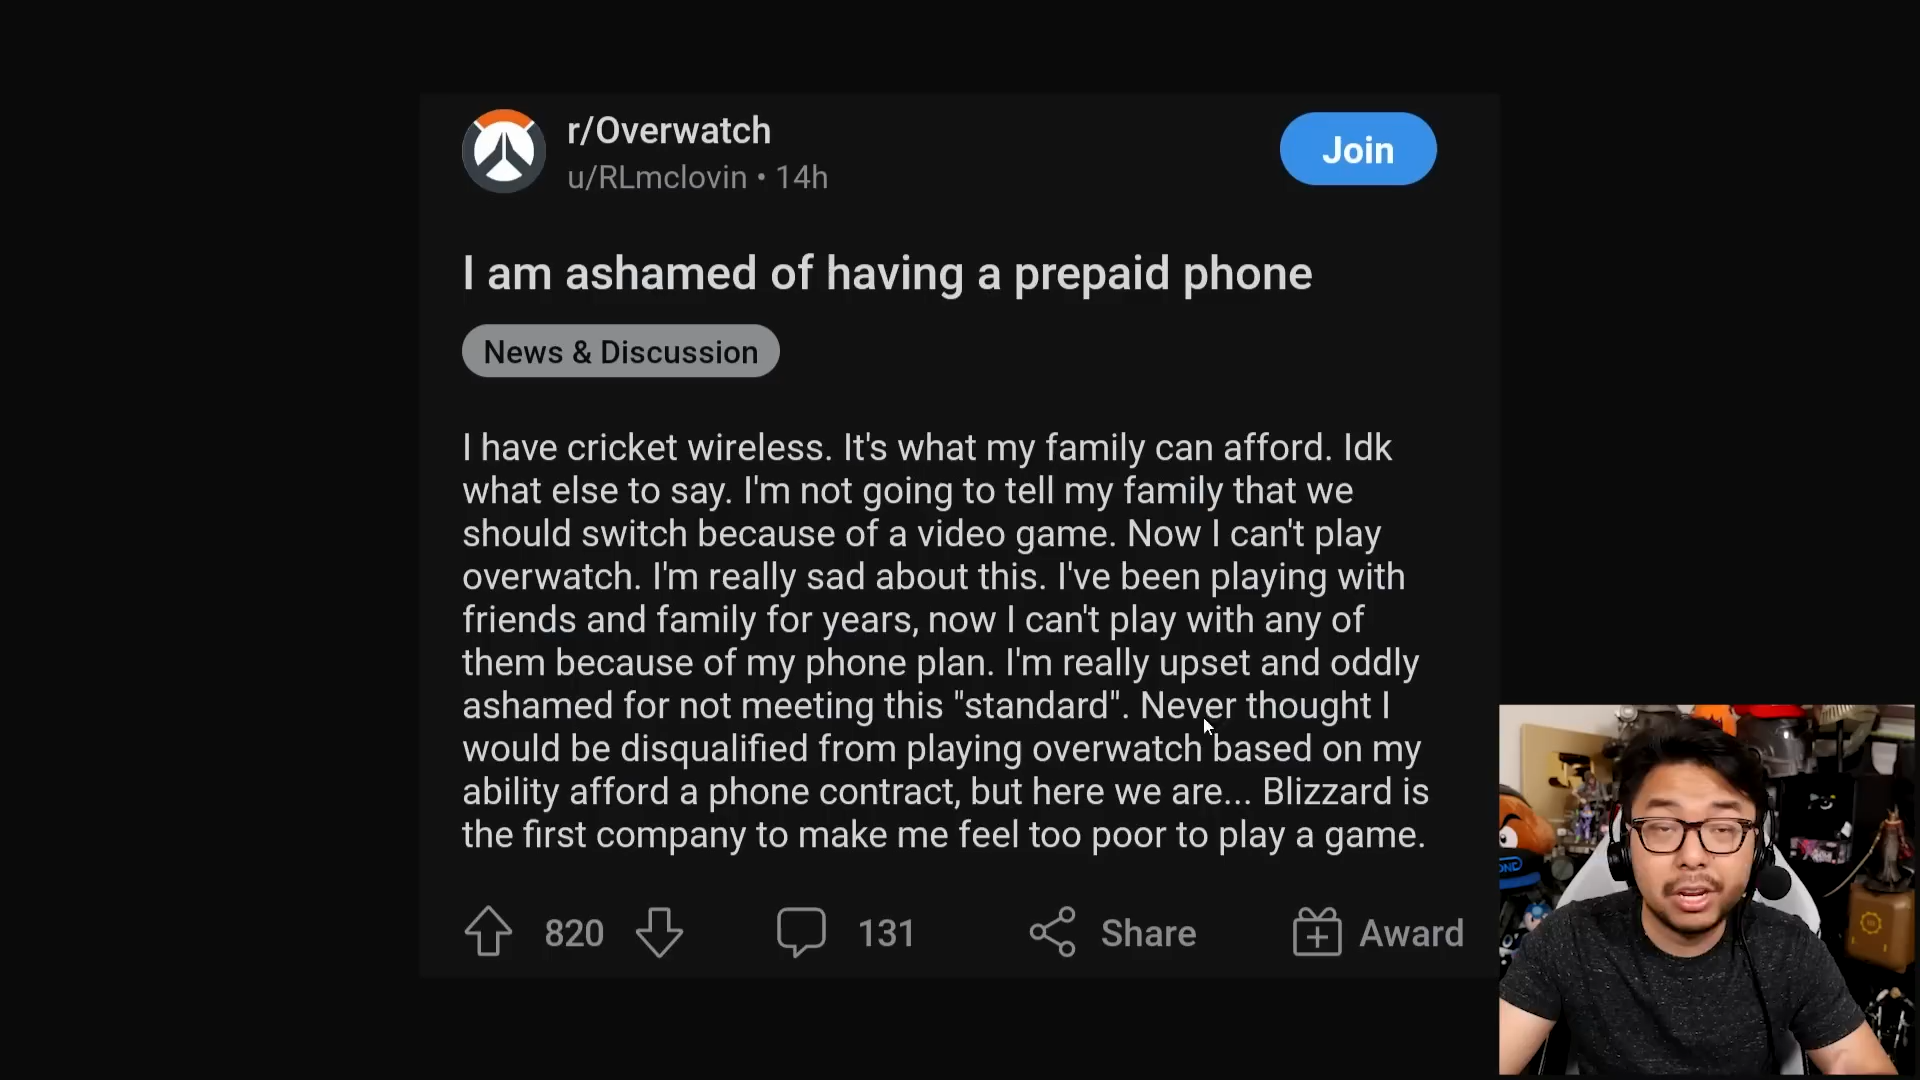 r/Overwatch
u/RLmclovin • 14h
Join
I am ashamed of having a prepaid phone
News & Discussion
I have cricket wireless. It's what my family can afford. Idk
what else to say. I'm not going to tell my family that we
should switch because of a video game. Now I can't play
overwatch. I'm really sad about this. I've been playing with
friends and family for years, now I can't play with any of
them because of my phone plan. I'm really upset and oddly
ashamed for not meeting this "standard". Never thought I
would be disqualified from playing overwatch based on my
ability afford a phone contract, but here we are... Blizzard is
the first company to make me feel too poor to play a game.
820
131
Share
Award